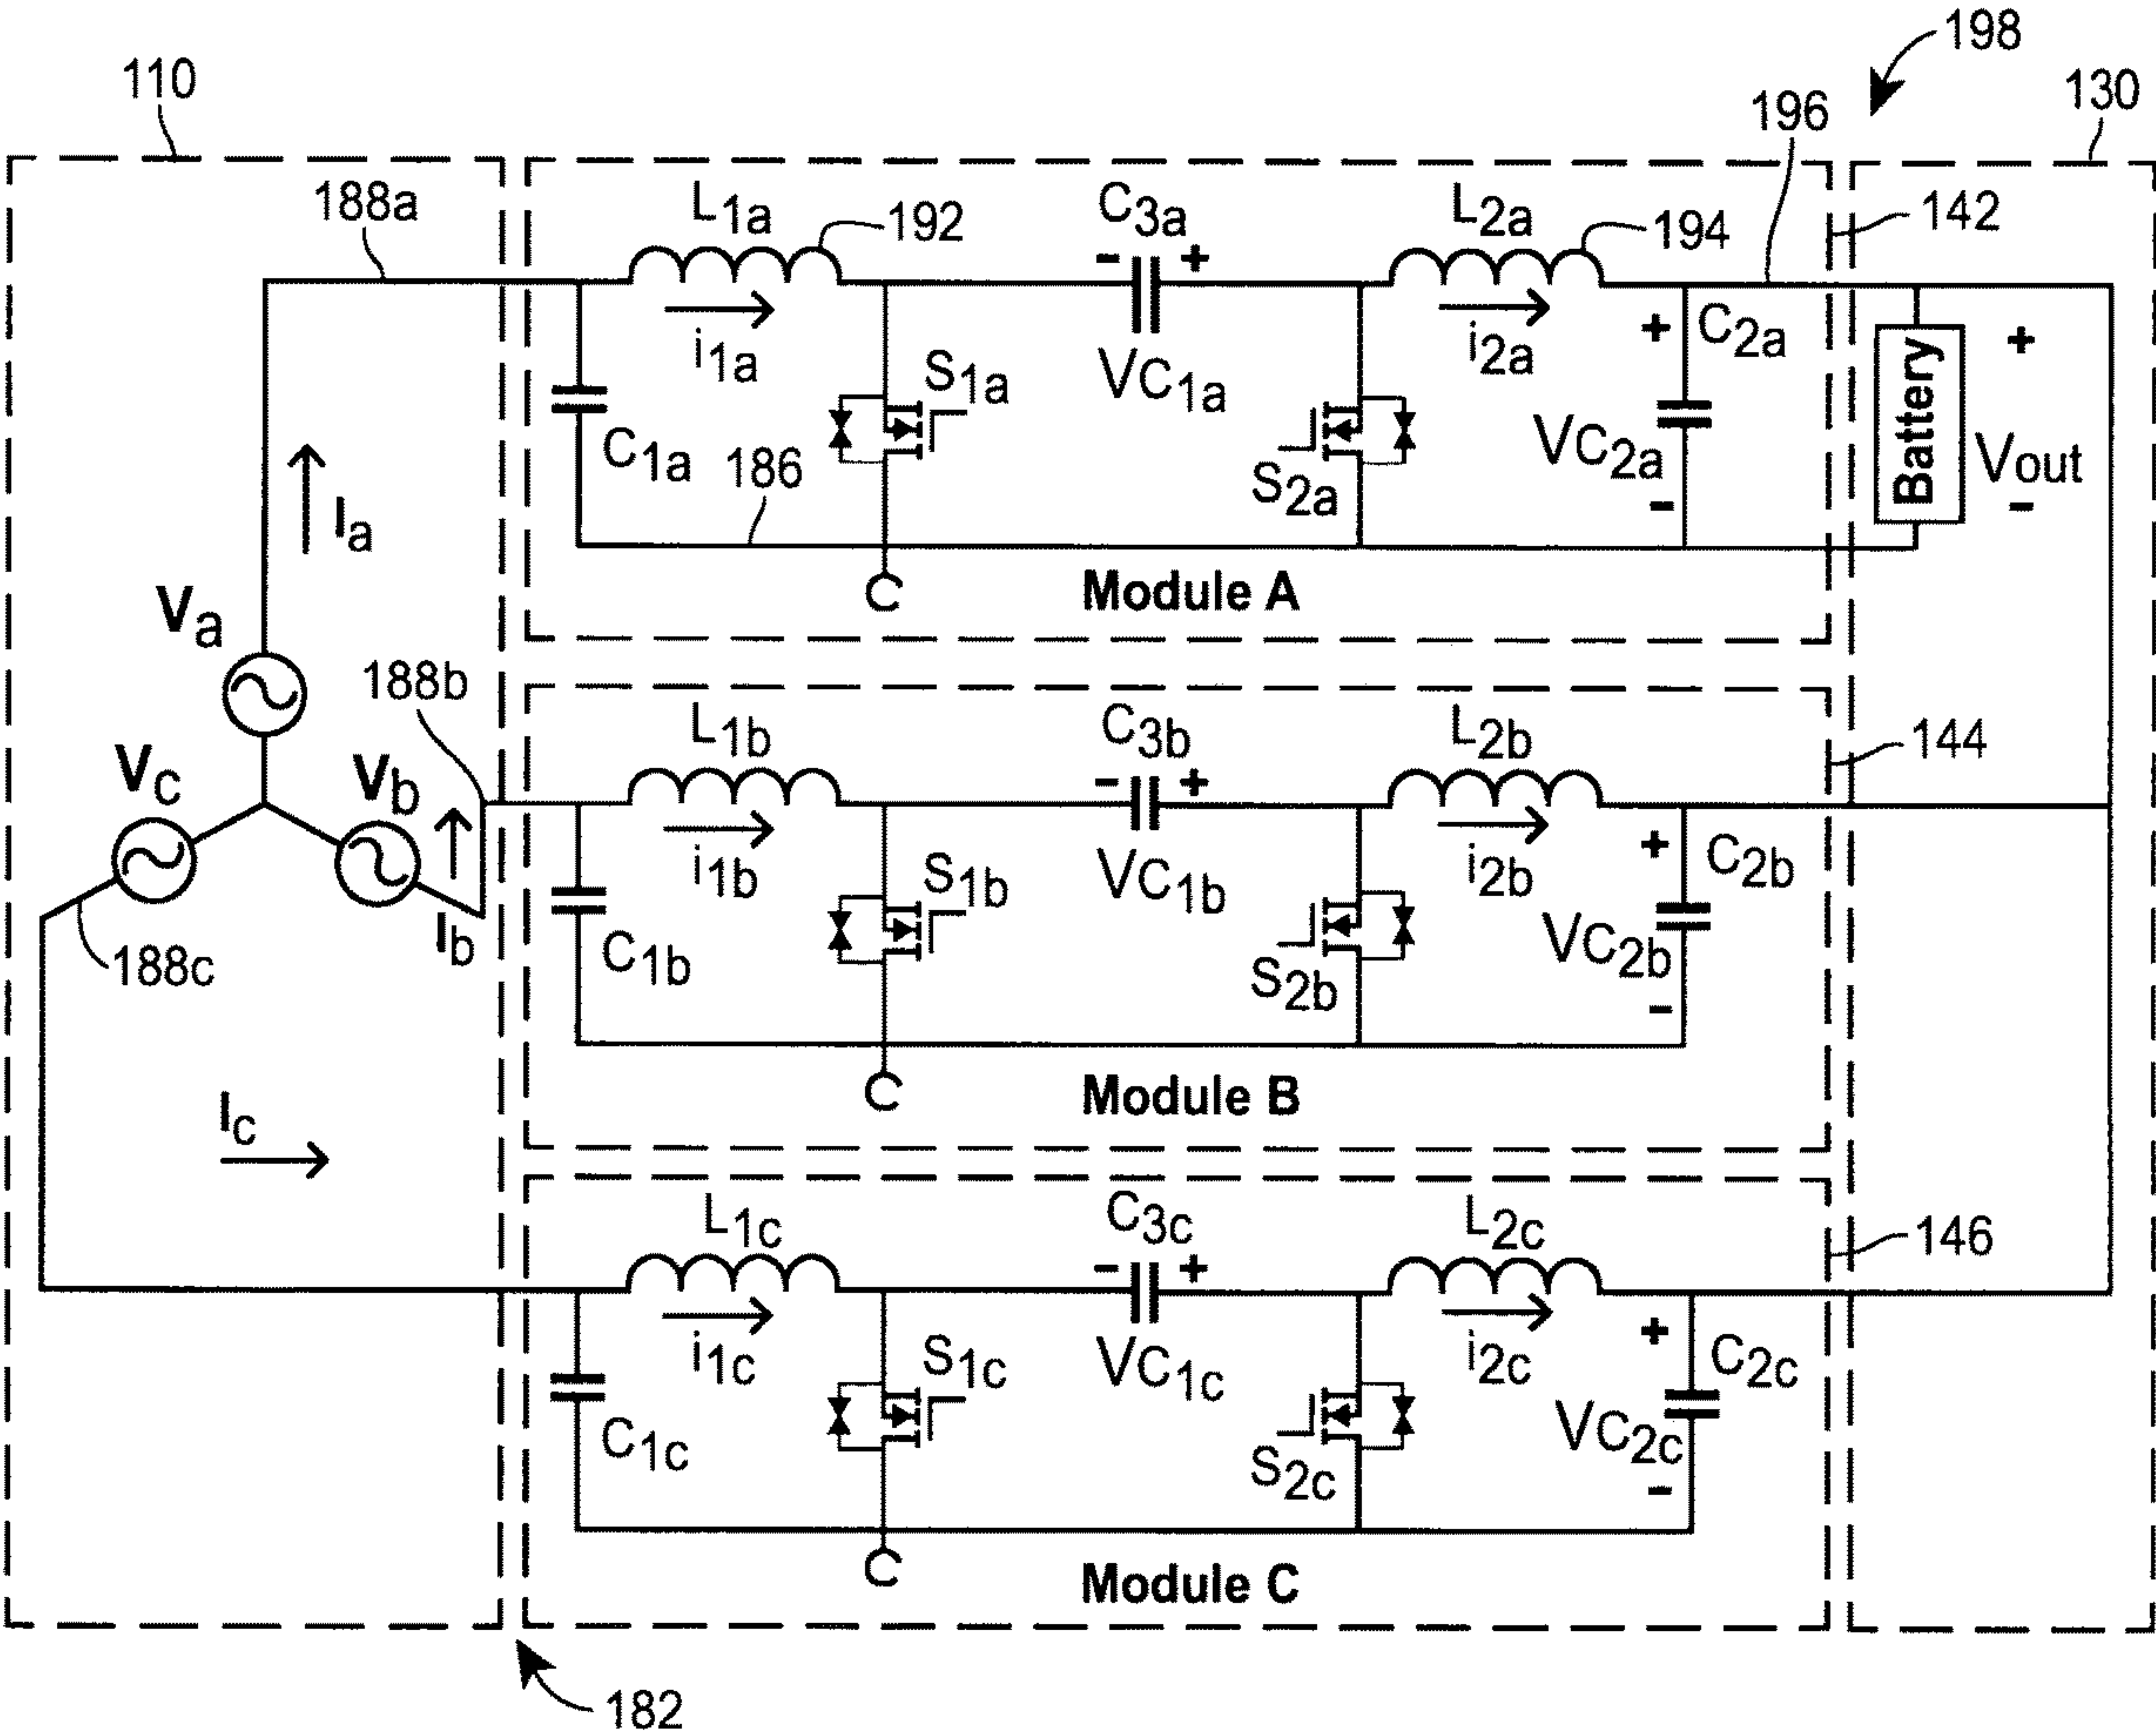 198
110
130
196
188a
L1a
192
C3a
L2a
194
142
- +
i1a
S1a
VC1a
i2a
+
C2a
+
C1a
186
S2a
VC2a
-
Battery
Vout
-
Ia
C
Module A
Va
188b
L1b
C3b
L2b
144
Vc
Vb
- +
i1b
S1b
VC1b
i2b
+
C2b
Ib
188c
C1b
S2b
VC2b
-
C
Module B
Ic
L1c
C3c
L2c
146
- +
i1c
S1c
VC1c
i2c
+
C2c
C1c
S2c
VC2c
-
C
Module C
182